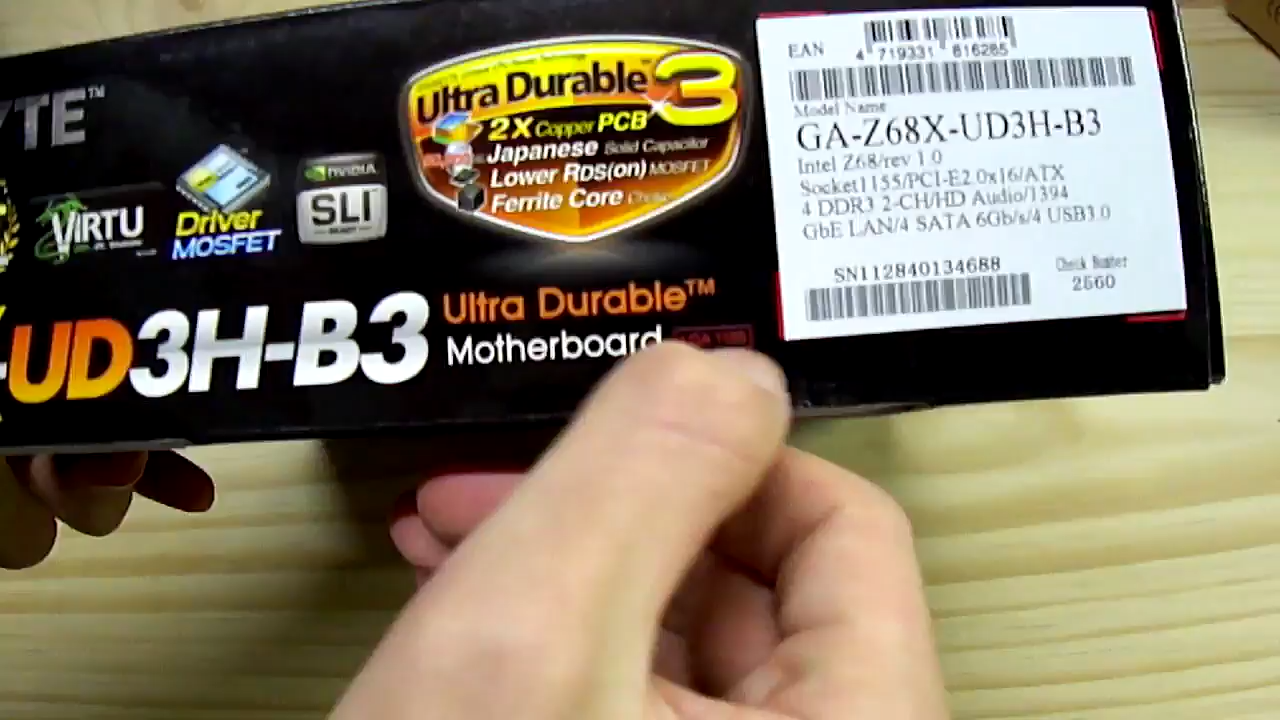 YTE™
VIRTU
Driver
MOSFET
NVIDIA
SLI
READY
Ultra Durable™ 3
2X Copper PCB
Japanese Solid Capacitor
Lower RDS(on) MOSFET
Ferrite Core
-UD3H-B3
Ultra Durable™
Motherboard
EAN
4 719331 816285
Model Name
GA-Z68X-UD3H-B3
Intel Z68/rev 1.0
Socket1155/PCI-E2.0x16/ATX
4 DDR3 2-CH/HD Audio/1394
GbE LAN/4 SATA 6Gb/s/4 USB3.0
SN112840134688
Check Number
2560